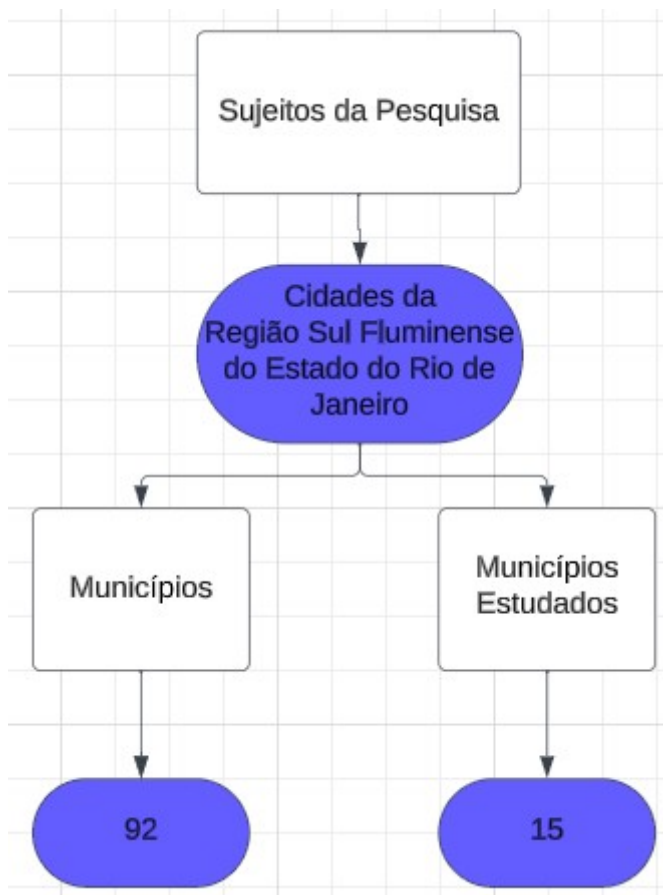 Sujeitos da Pesquisa
Cidades da
Região Sul Fluminense
do Estado do Rio de
Janeiro
Municípios
Municípios
Estudados
92
15